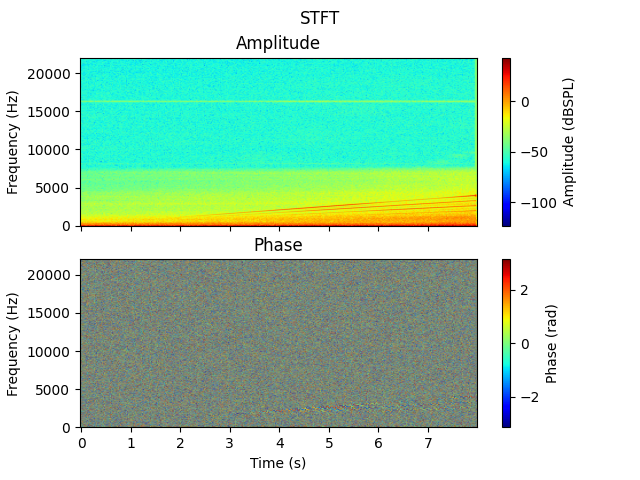 STFT
Amplitude
20000
15000
10000
5000
0
Frequency (Hz)
0
−50
−100
Amplitude (dBSPL)
Phase
20000
15000
10000
5000
0
Frequency (Hz)
0 1 2 3 4 5 6 7
Time (s)
2
0
−2
Phase (rad)